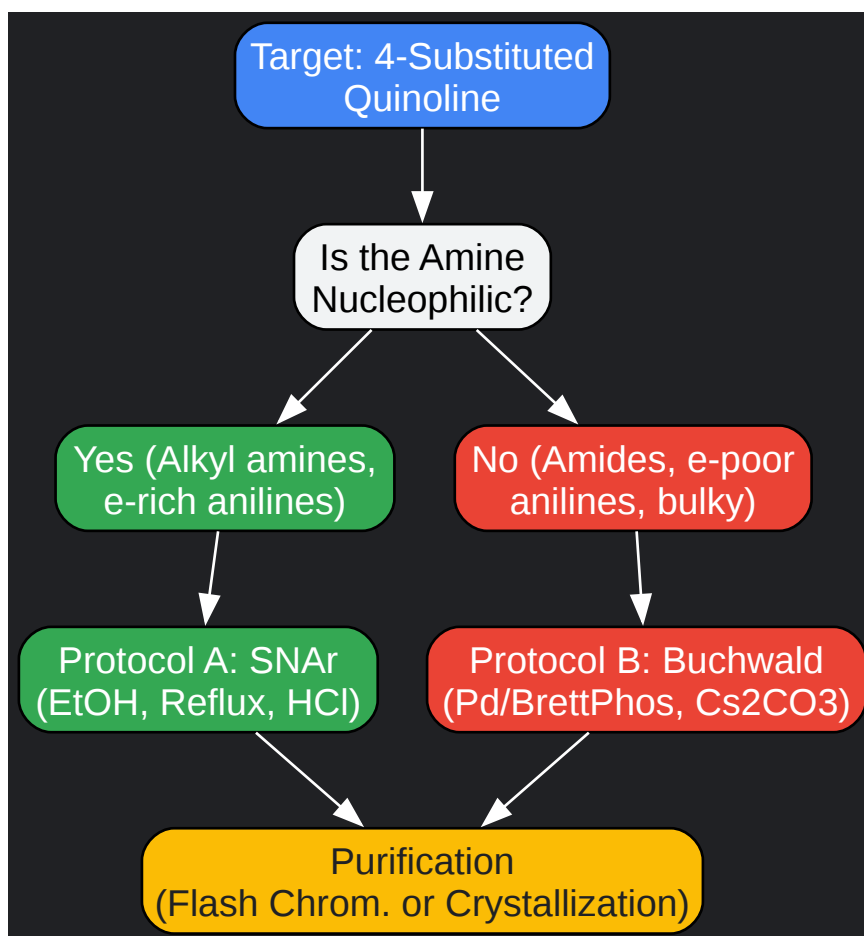 Target: 4-Substituted
Quinoline
Is the Amine
Nucleophilic?
Yes (Alkyl amines,
e-rich anilines)
No (Amides, e-poor
anilines, bulky)
Protocol A: SNAr
(EtOH, Reflux, HCl)
Protocol B: Buchwald
(Pd/BrettPhos, Cs2CO3)
Purification
(Flash Chrom. or Crystallization)